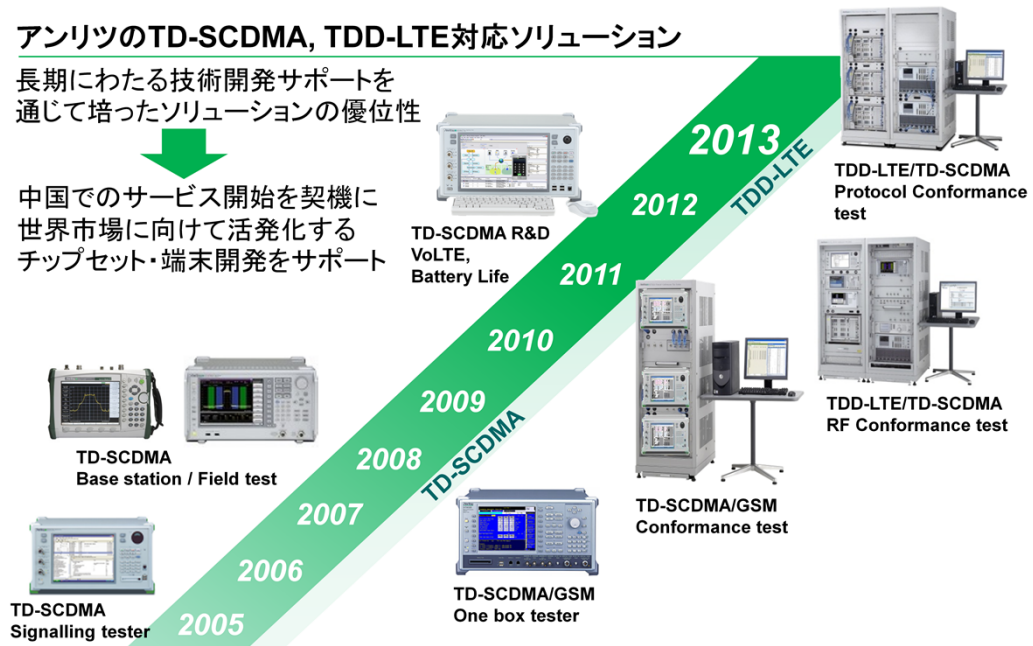 アンリツのTD-SCDMA, TDD-LTE対応ソリューション
長期にわたる技術開発サポートを
通じて培ったソリューションの優位性
中国でのサービス開始を契機に
世界市場に向けて活発化する
チップセット・端末開発をサポート
2013
2012
2011
2010
2009
2008
2007
2006
2005
TDD-LTE
TD-SCDMA
TDD-LTE/TD-SCDMA
Protocol Conformance
test
TD-SCDMA R&D
VoLTE,
Battery Life
TDD-LTE/TD-SCDMA
RF Conformance test
TD-SCDMA
Base station / Field test
TD-SCDMA/GSM
Conformance test
TD-SCDMA
Signalling tester
TD-SCDMA/GSM
One box tester